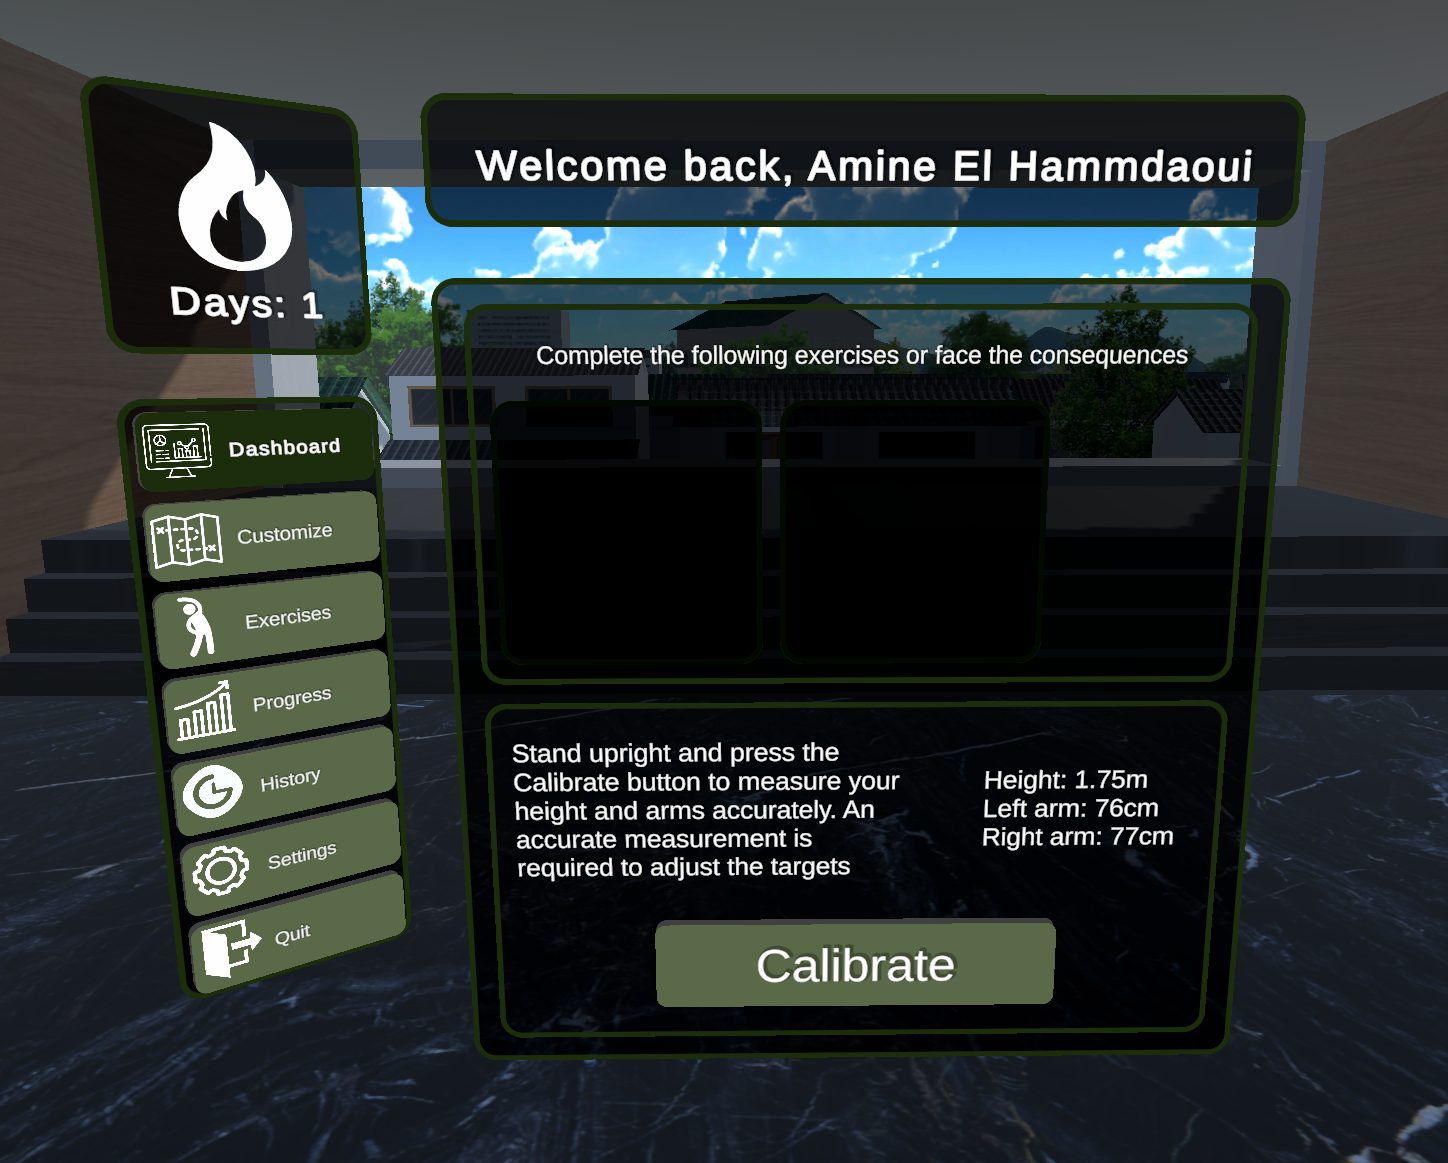 Days: 1
Welcome back, Amine El Hammdaoui
Dashboard
Customize
Exercises
Progress
History
Settings
Quit
Complete the following exercises or face the consequences
Stand upright and press the
Calibrate button to measure your
height and arms accurately. An
accurate measurement is
required to adjust the targets
Height: 1.75m
Left arm: 76cm
Right arm: 77cm
Calibrate